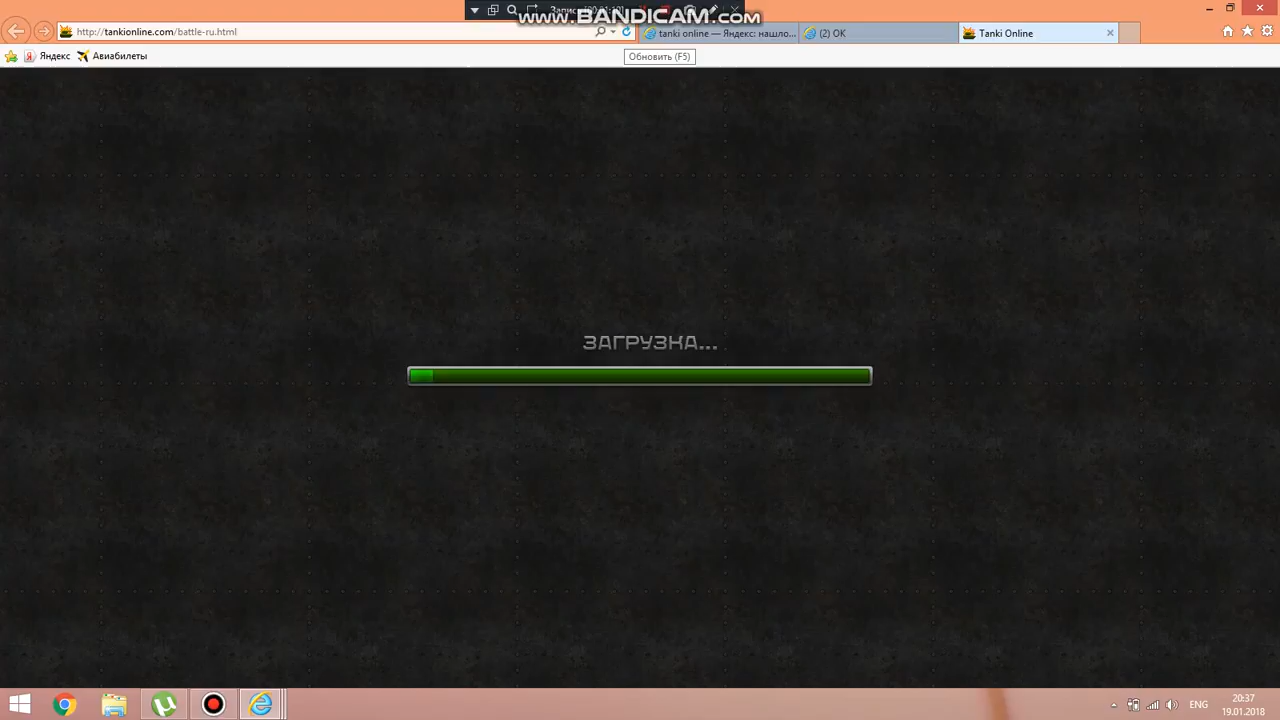 www.BANDICAM.com
http://tankionline.com/battle-ru.html
tanki online — Яндекс: нашло...
(2) OK
Tanki Online
Яндекс
Авиабилеты
Обновить (F5)
ЗАГРУЗКА...
ENG
20:37
19.01.2018